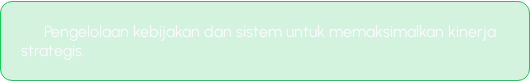 Pengelolaan kebijakan dan sistem untuk memaksimalkan kinerja
strategis.